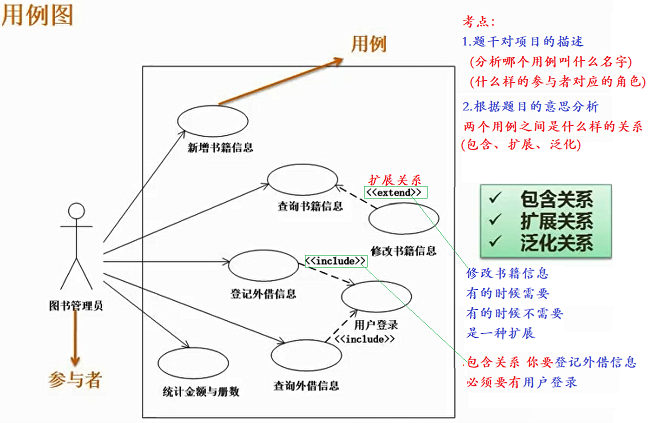 用例图
用例
新增书籍信息
查询书籍信息
扩展关系
<<extend>>
修改书籍信息
<<include>>
登记外借信息
用户登录
<<include>>
图书管理员
参与者
统计金额与册数
查询外借信息
考点：
1.题干对项目的描述
(分析哪个用例叫什么名字)
(什么样的参与者对应的角色)
2.根据题目的意思分析
两个用例之间是什么样的关系
(包含、扩展、泛化)
✓ 包含关系
✓ 扩展关系
✓ 泛化关系
修改书籍信息
有的时候需要
有的时候不需要
是一种扩展
包含关系 你要登记外借信息
必须要有用户登录